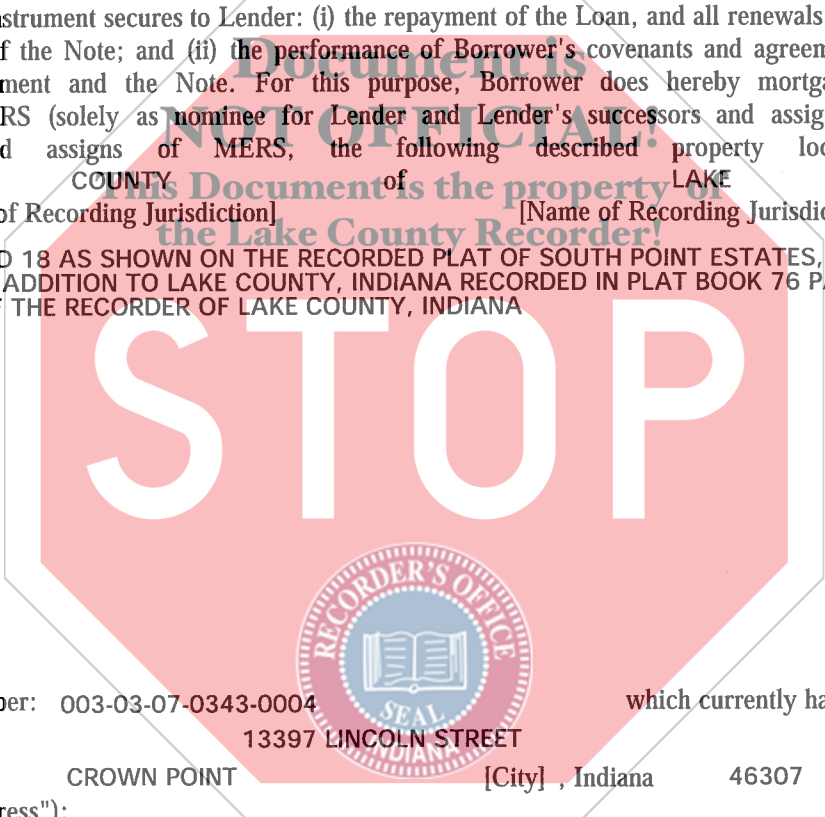 strument secures to Lender: (i) the repayment of the Loan, and all renewals
f the Note; and (ii) the performance of Borrower's covenants and agreem
Document is
ment and the Note. For this purpose, Borrower does hereby mortga
RS (solely as nominee for Lender and Lender's successors and assig
NOT OFFICIAL!
d assigns of MERS, the following described property loc
COUNTY of LAKE
This Document is the property of
of Recording Jurisdiction] [Name of Recording Jurisdic
the Lake County Recorder!
D 18 AS SHOWN ON THE RECORDED PLAT OF SOUTH POINT ESTATES,
ADDITION TO LAKE COUNTY, INDIANA RECORDED IN PLAT BOOK 76 PA
F THE RECORDER OF LAKE COUNTY, INDIANA
STOP
RECORDER'S OFFICE
SEAL
INDIANA
ber: 003-03-07-0343-0004 which currently ha
13397 LINCOLN STREET
CROWN POINT [City] , Indiana 46307
ress"):